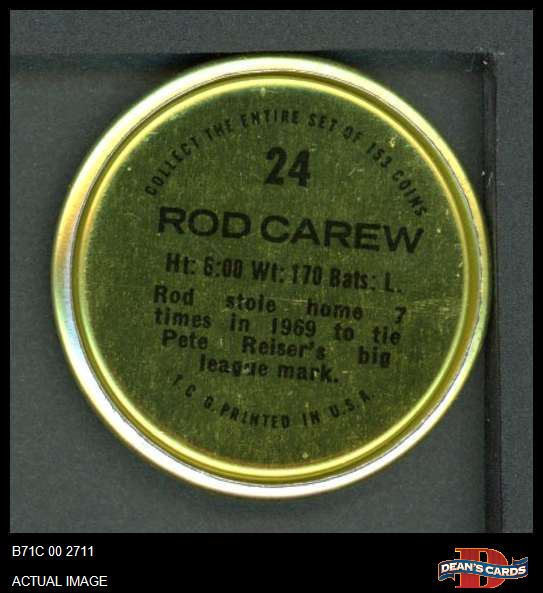 COLLECT THE ENTIRE SET OF 153 COINS
24
ROD CAREW
Ht: 6:00 Wt: 170 Bats: L.
Rod stole home 7
times in 1969 to tie
Pete Reiser's big
league mark.
T. C. G. PRINTED IN U.S.A.
B71C 00 2711
ACTUAL IMAGE
D
DEAN'S CARDS